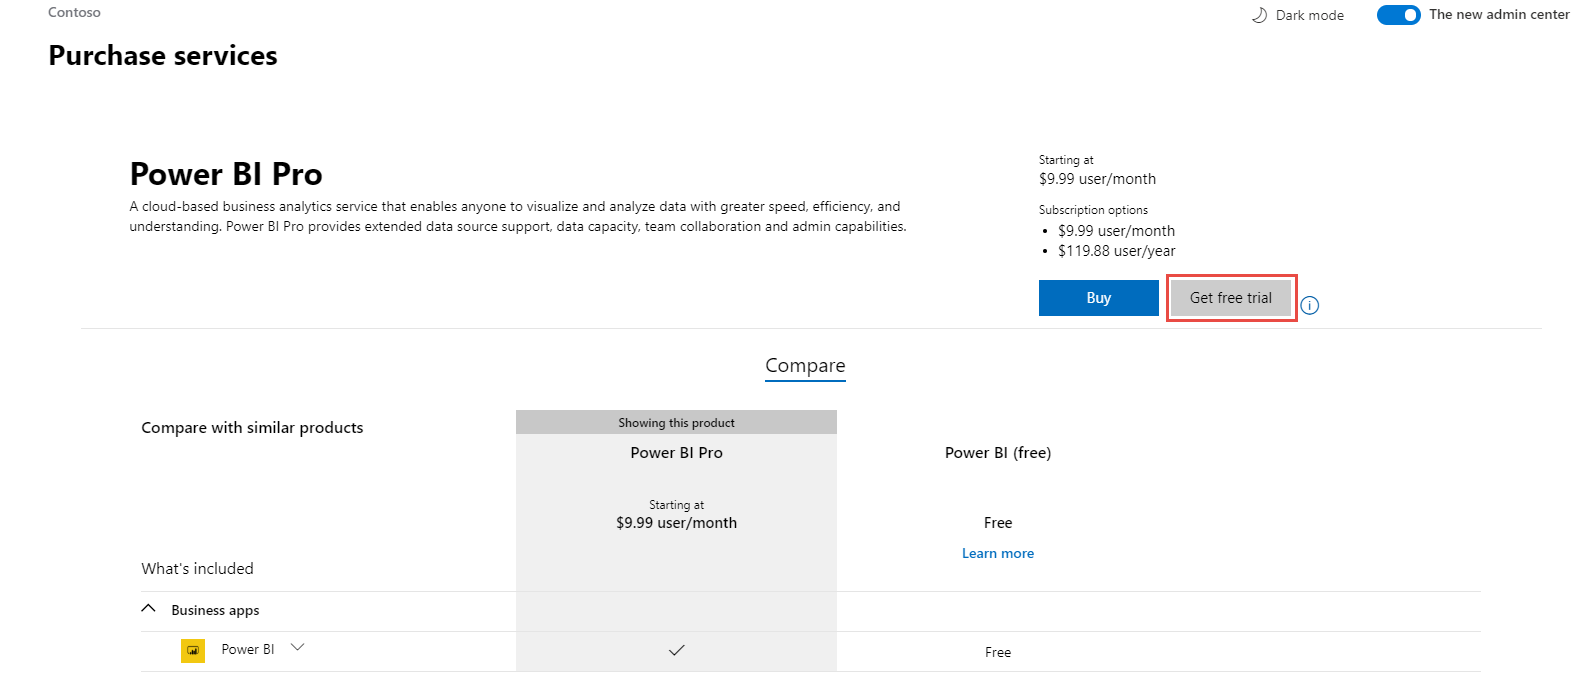 Contoso
Dark mode
The new admin center
Purchase services
Power BI Pro
A cloud-based business analytics service that enables anyone to visualize and analyze data with greater speed, efficiency, and
understanding. Power BI Pro provides extended data source support, data capacity, team collaboration and admin capabilities.
Starting at
$9.99 user/month
Subscription options
• $9.99 user/month
• $119.88 user/year
Buy
Get free trial
Compare
Compare with similar products
Showing this product
Power BI Pro
Power BI (free)
Starting at
$9.99 user/month
Free
Learn more
What's included
Business apps
Power BI
Free